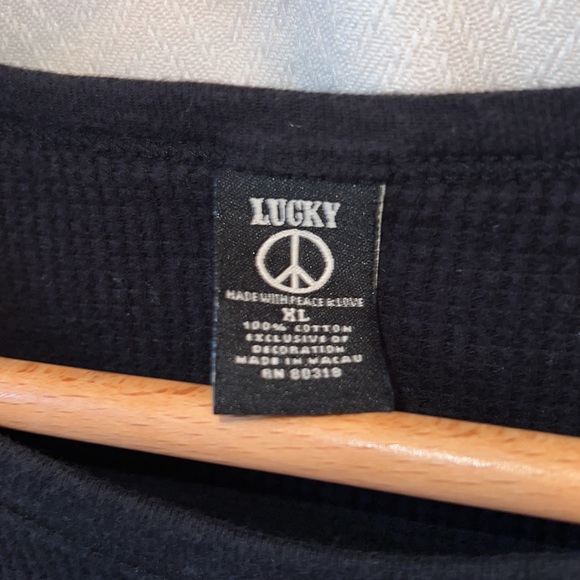 LUCKY
MADE WITH PEACE & LOVE
XL
100% COTTON
EXCLUSIVE OF
DECORATION
MADE IN MACAU
RN 80318